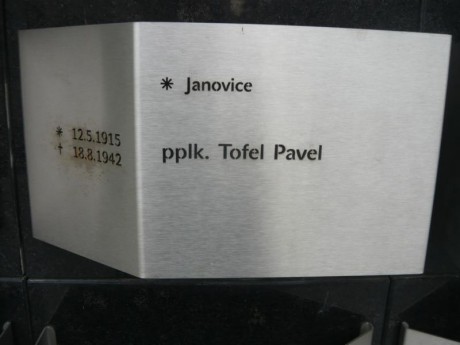 * 12.5.1915
† 18.8.1942
* Janovice
pplk. Tofel Pavel